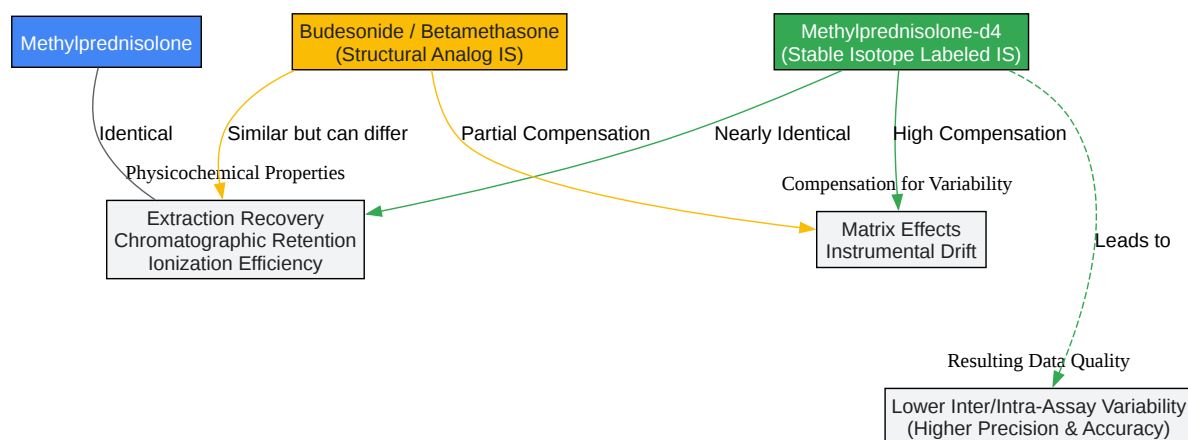 Methylprednisolone
Budesonide / Betamethasone
(Structural Analog IS)
Methylprednisolone-d4
(Stable Isotope Labeled IS)
Identical
Similar but can differ
Partial Compensation
Nearly Identical
High Compensation
Physicochemical Properties
Compensation for Variability
Extraction Recovery
Chromatographic Retention
Ionization Efficiency
Matrix Effects
Instrumental Drift
Leads to
Resulting Data Quality
Lower Inter/Intra-Assay Variability
(Higher Precision & Accuracy)